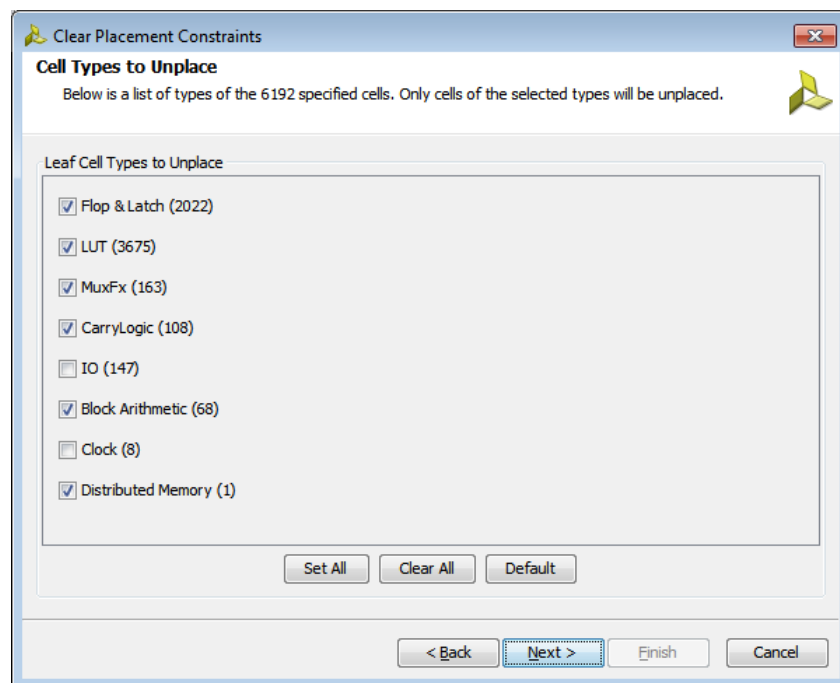 Clear Placement Constraints
Cell Types to Unplace
Below is a list of types of the 6192 specified cells. Only cells of the selected types will be unplaced.
Leaf Cell Types to Unplace
Flop & Latch (2022)
LUT (3675)
MuxFx (163)
CarryLogic (108)
IO (147)
Block Arithmetic (68)
Clock (8)
Distributed Memory (1)
Set All Clear All Default
< Back Next > Finish Cancel